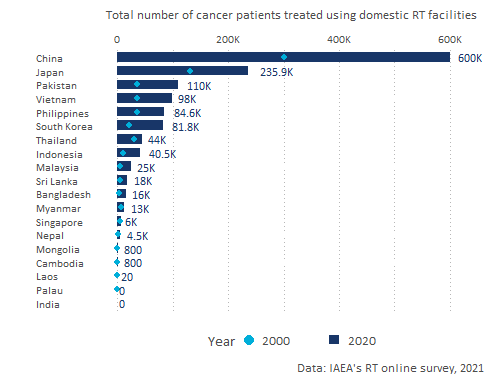 Total number of cancer patients treated using domestic RT facilities
0 200K 400K 600K
China 600K
Japan 235.9K
Pakistan 110K
Vietnam 98K
Philippines 84.6K
South Korea 81.8K
Thailand 44K
Indonesia 40.5K
Malaysia 25K
Sri Lanka 18K
Bangladesh 16K
Myanmar 13K
Singapore 6K
Nepal 4.5K
Mongolia 800
Cambodia 800
Laos 20
Palau 0
India 0
Year 2000 2020
Data: IAEA's RT online survey, 2021